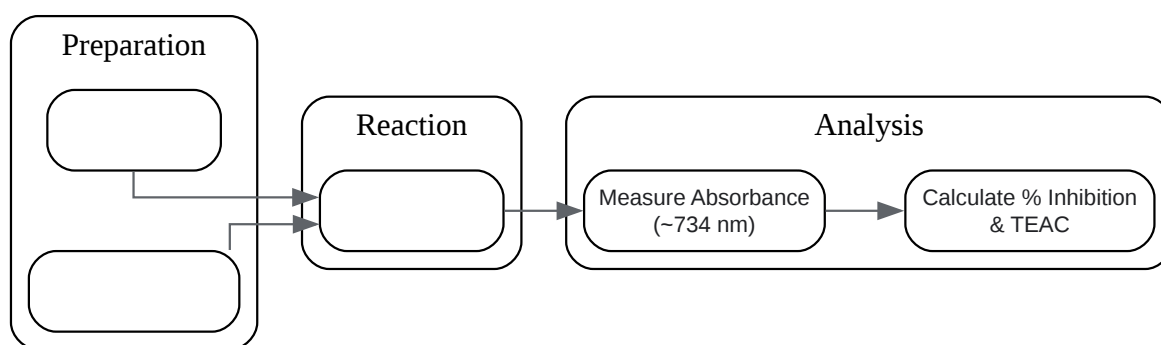 Preparation
Reaction
Analysis
Measure Absorbance
(~734 nm)
Calculate % Inhibition
& TEAC